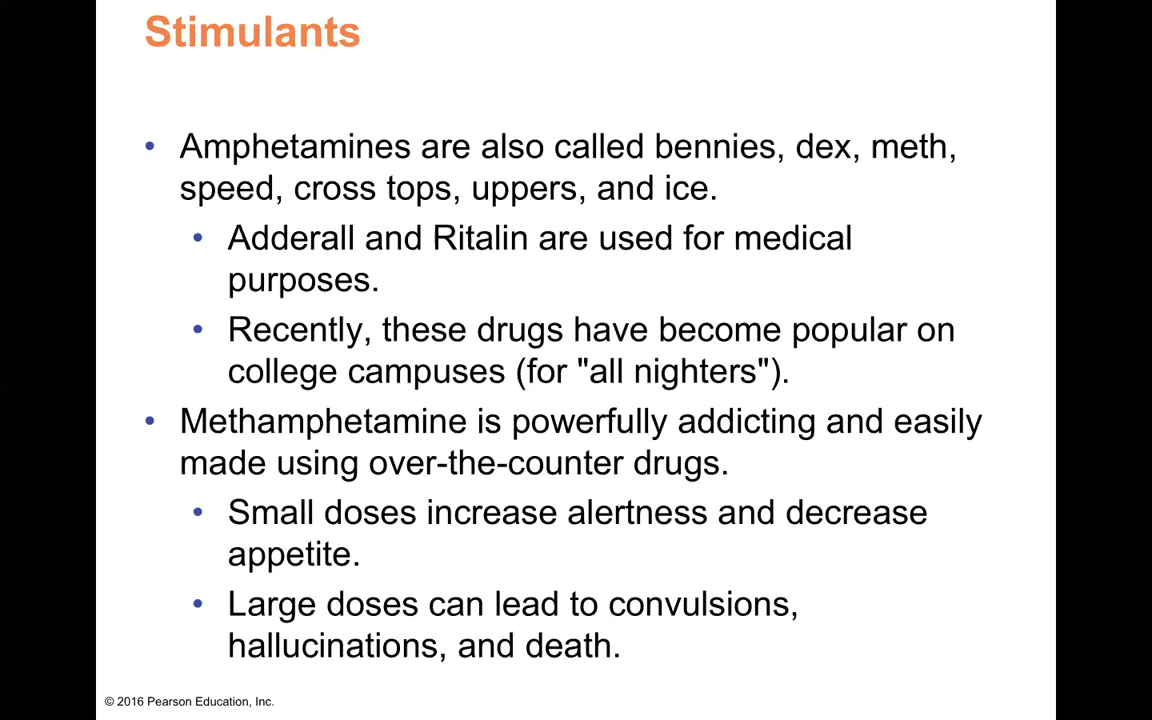 Stimulants
• Amphetamines are also called bennies, dex, meth,
speed, cross tops, uppers, and ice.
• Adderall and Ritalin are used for medical
purposes.
• Recently, these drugs have become popular on
college campuses (for "all nighters").
• Methamphetamine is powerfully addicting and easily
made using over-the-counter drugs.
• Small doses increase alertness and decrease
appetite.
• Large doses can lead to convulsions,
hallucinations, and death.
© 2016 Pearson Education, Inc.